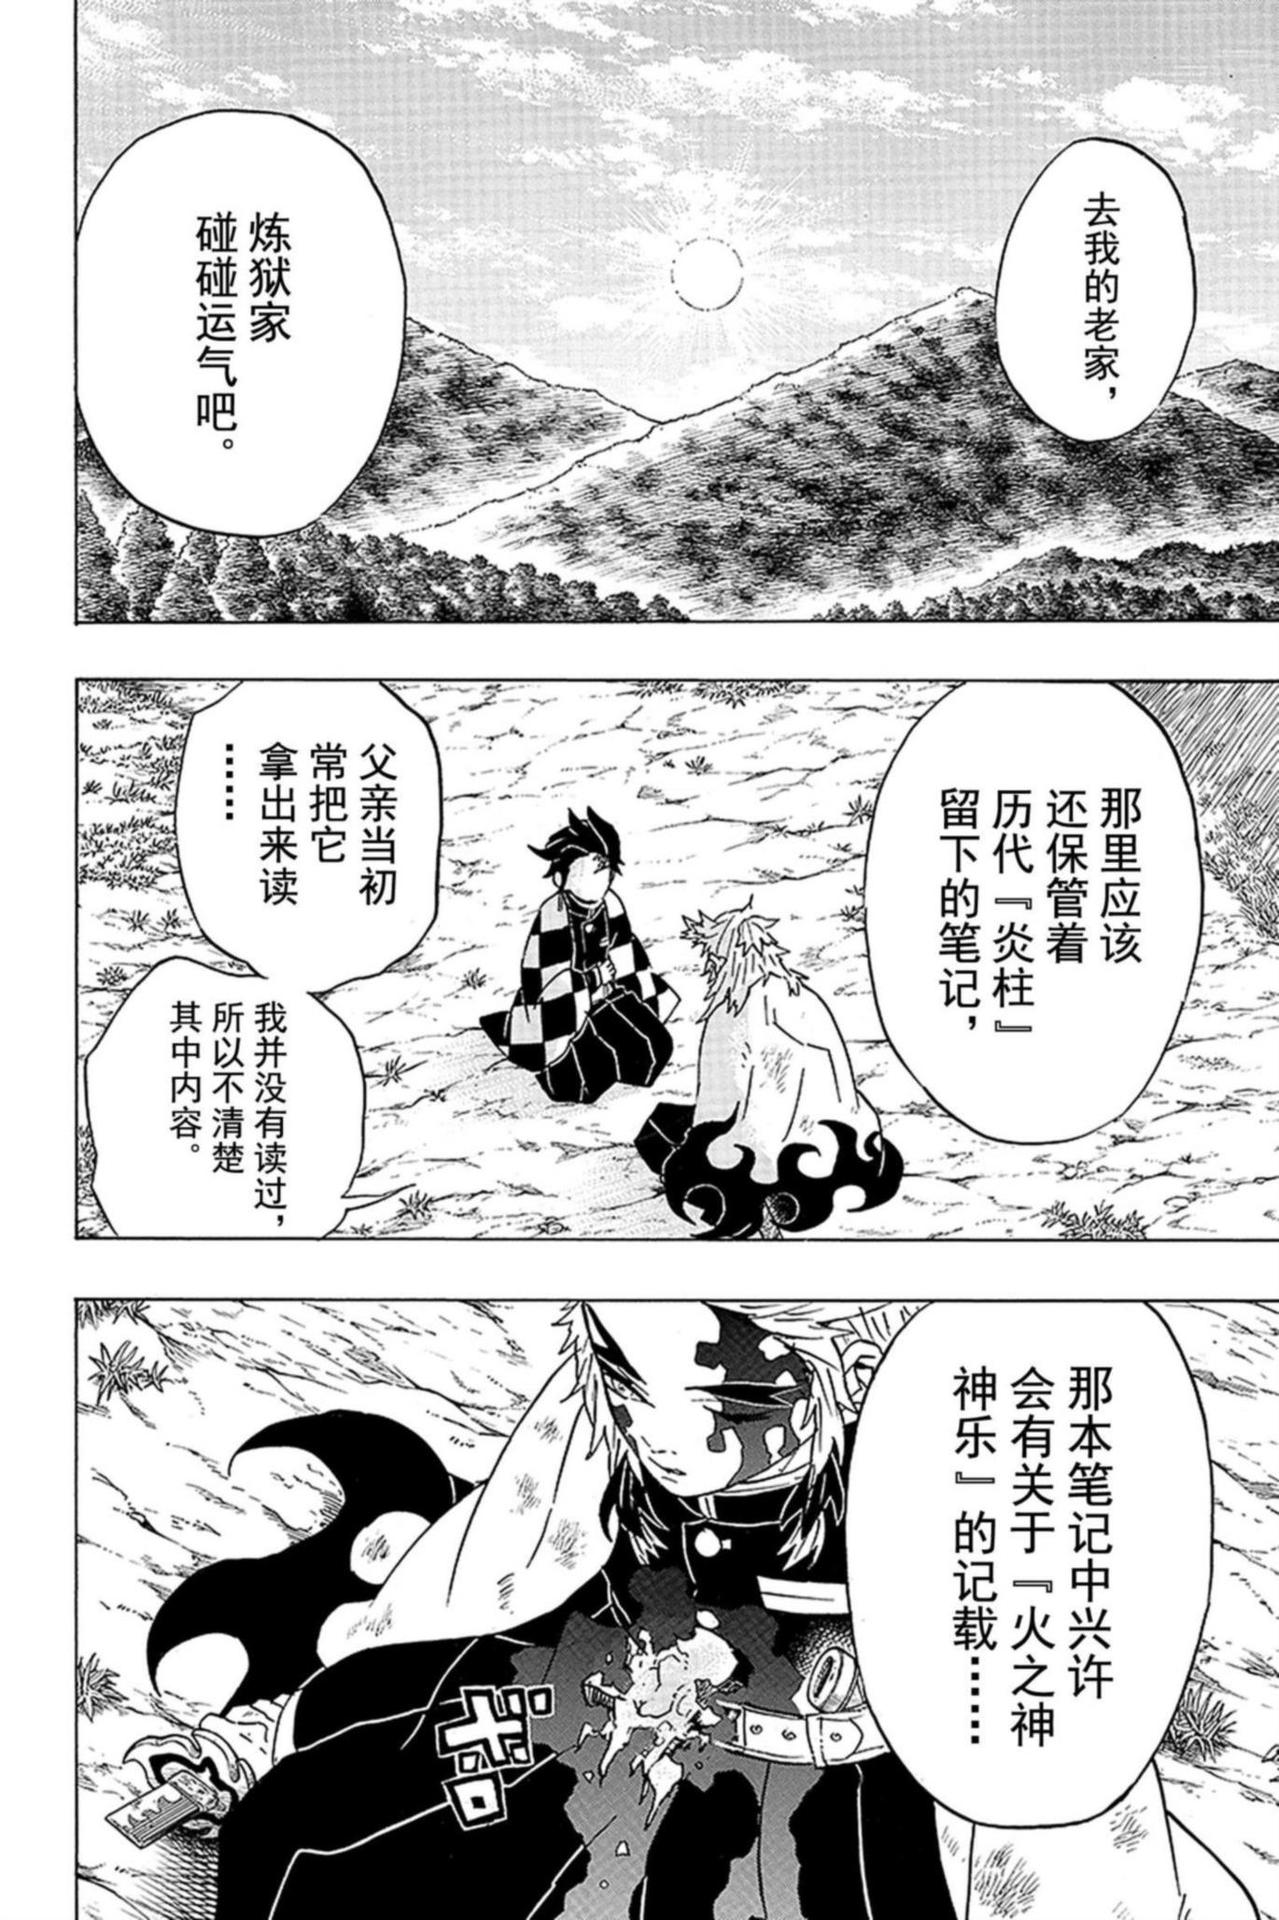 去我的老家，
炼狱家
碰碰运气吧。
那里应该
还保管着
历代『炎柱』
留下的笔记，
父亲当初
常把它
拿出来读
……
我并没有读过，
所以不清楚
其中内容。
那本笔记中兴许
会有关于『火之神
神乐』的记载……